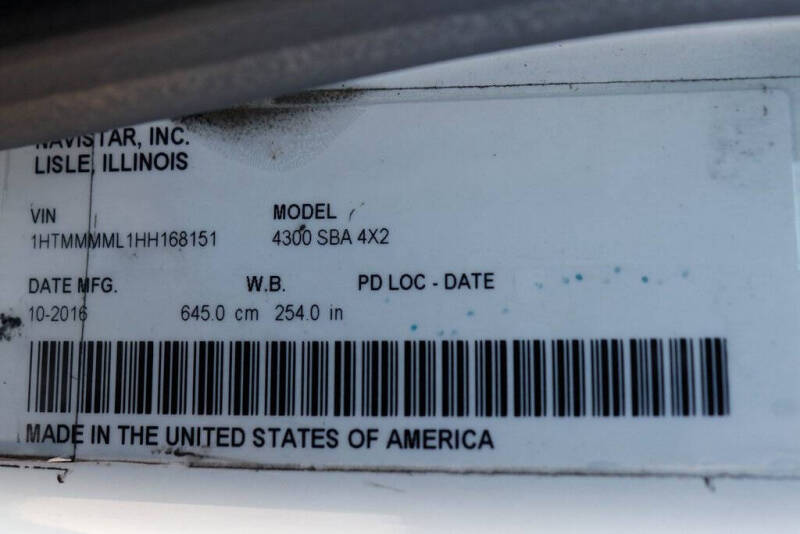 NAVISTAR, INC.
LISLE, ILLINOIS
VIN MODEL
1HTMMMML1HH168151 4300 SBA 4X2
DATE MFG. W.B. PD LOC - DATE
10-2016 645.0 cm 254.0 in
MADE IN THE UNITED STATES OF AMERICA